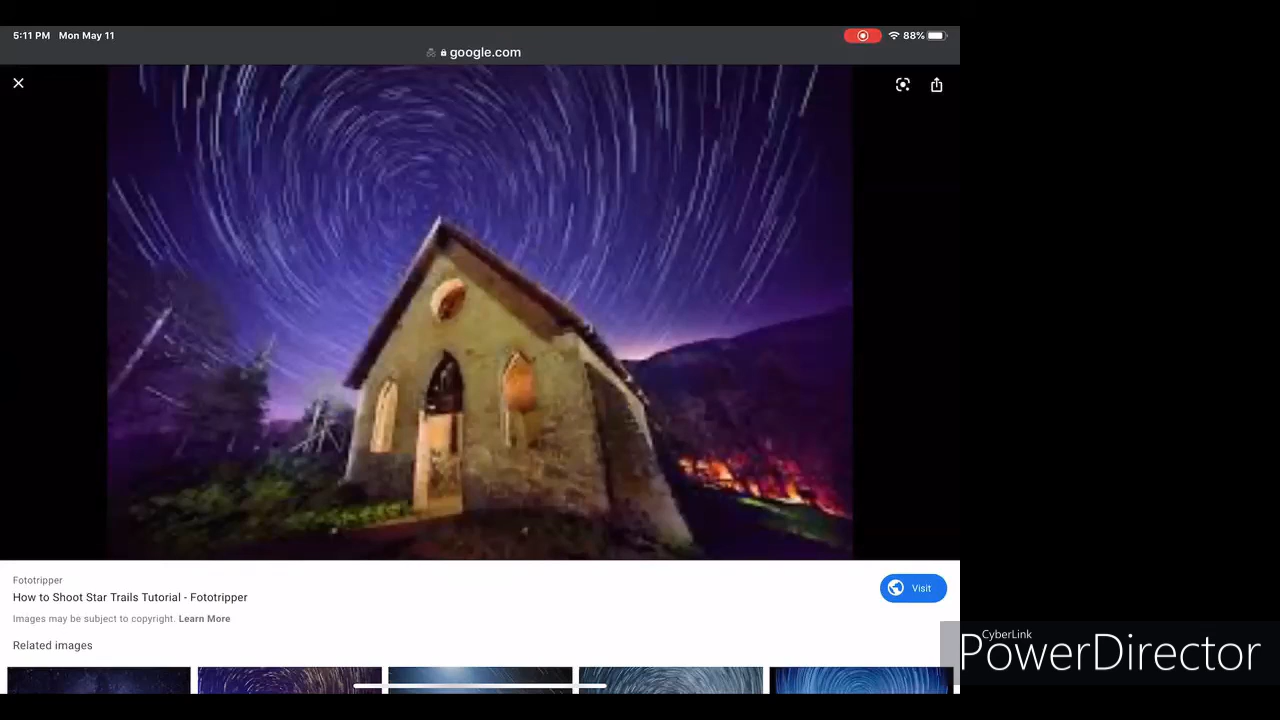 5:11 PM Mon May 11
88%
google.com
Fototripper
How to Shoot Star Trails Tutorial - Fototripper
Visit
Images may be subject to copyright. Learn More
Related images
CyberLink
PowerDirector